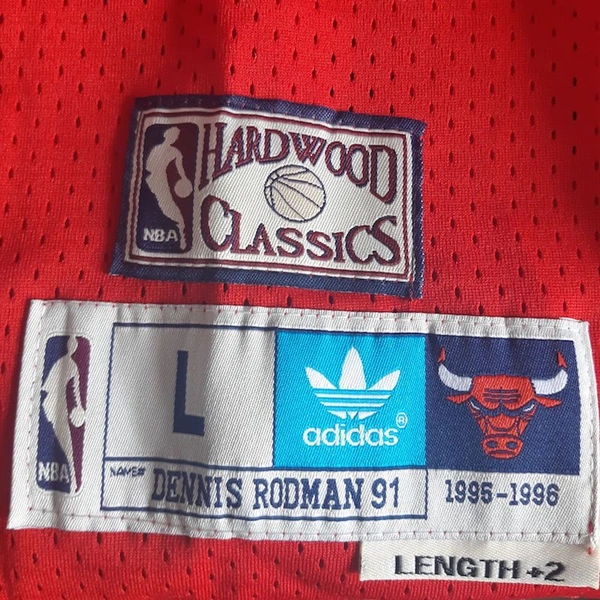 HARDWOOD
CLASSICS
NBA
L
adidas®
NBA
NAME# DENNIS RODMAN 91
1995-1996
LENGTH +2